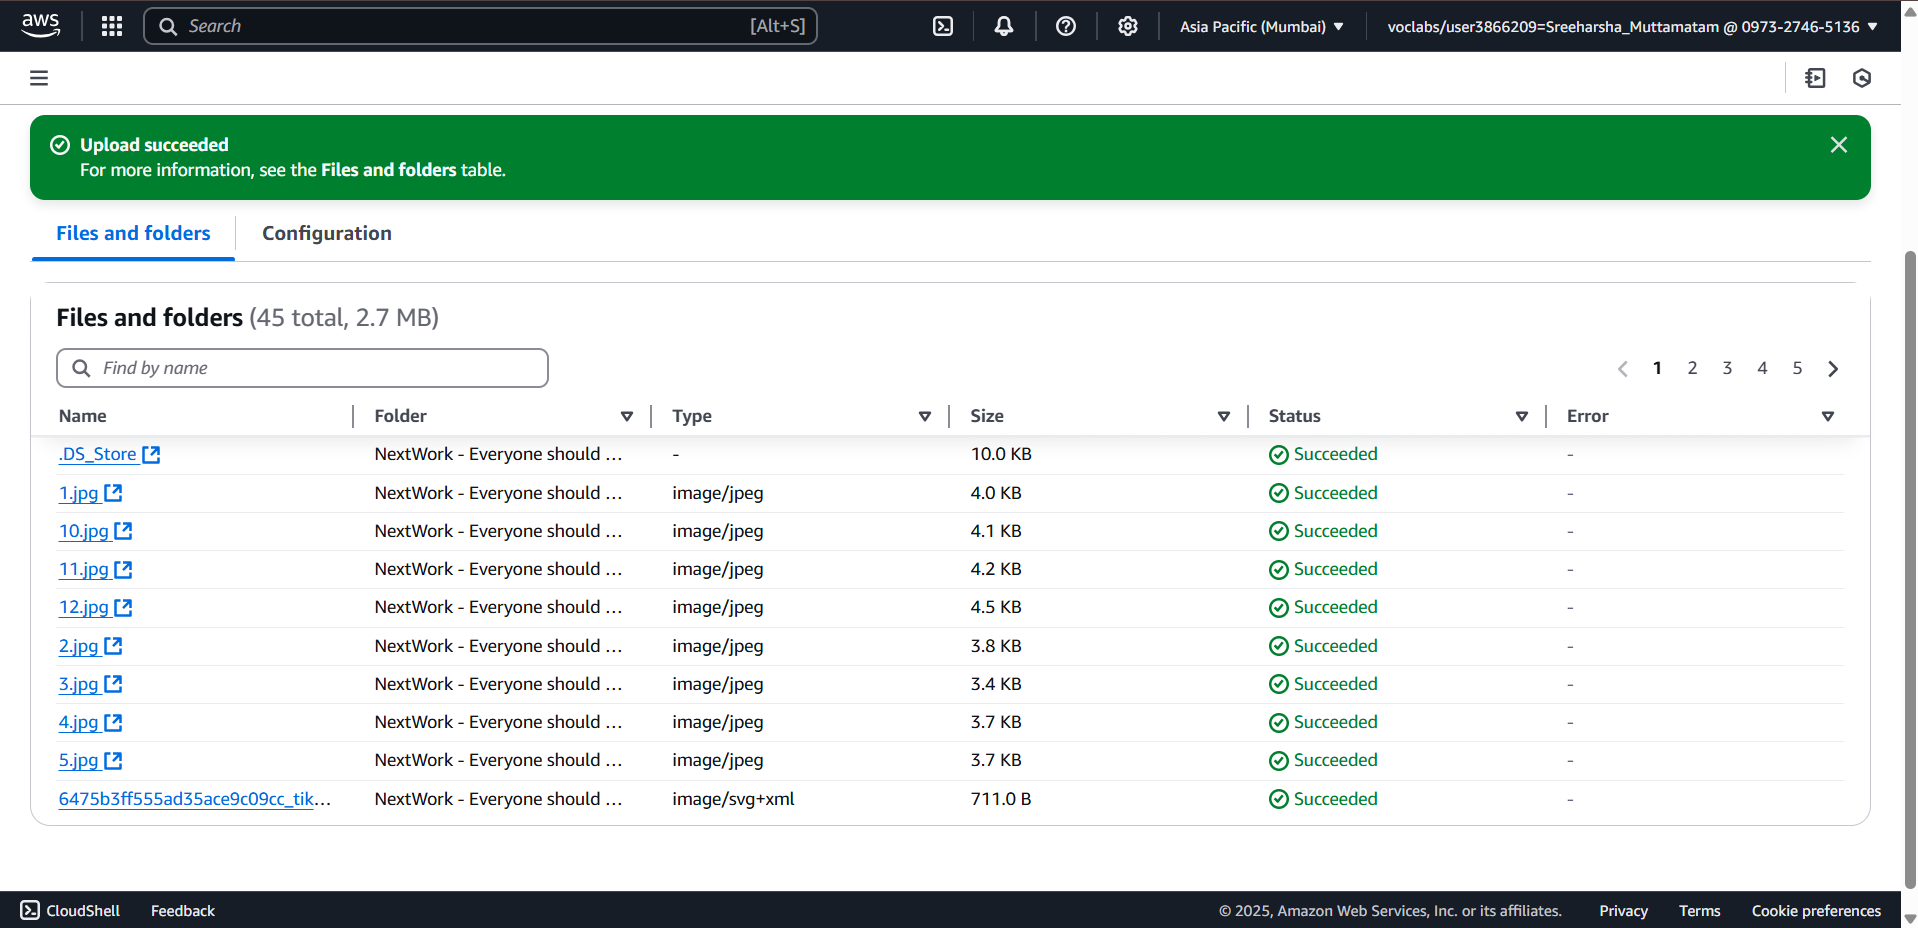 aws
Search [Alt+S]
Asia Pacific (Mumbai) voclabs/user3866209=Sreeharsha_Muttamatam @ 0973-2746-5136
Upload succeeded
For more information, see the Files and folders table.
Files and folders Configuration
Files and folders (45 total, 2.7 MB)
Find by name 1 2 3 4 5
Name Folder Type Size Status Error
.DS_Store NextWork - Everyone should ... - 10.0 KB Succeeded -
1.jpg NextWork - Everyone should ... image/jpeg 4.0 KB Succeeded -
10.jpg NextWork - Everyone should ... image/jpeg 4.1 KB Succeeded -
11.jpg NextWork - Everyone should ... image/jpeg 4.2 KB Succeeded -
12.jpg NextWork - Everyone should ... image/jpeg 4.5 KB Succeeded -
2.jpg NextWork - Everyone should ... image/jpeg 3.8 KB Succeeded -
3.jpg NextWork - Everyone should ... image/jpeg 3.4 KB Succeeded -
4.jpg NextWork - Everyone should ... image/jpeg 3.7 KB Succeeded -
5.jpg NextWork - Everyone should ... image/jpeg 3.7 KB Succeeded -
6475b3ff555ad35ace9c09cc_tik... NextWork - Everyone should ... image/svg+xml 711.0 B Succeeded -
CloudShell Feedback © 2025, Amazon Web Services, Inc. or its affiliates. Privacy Terms Cookie preferences